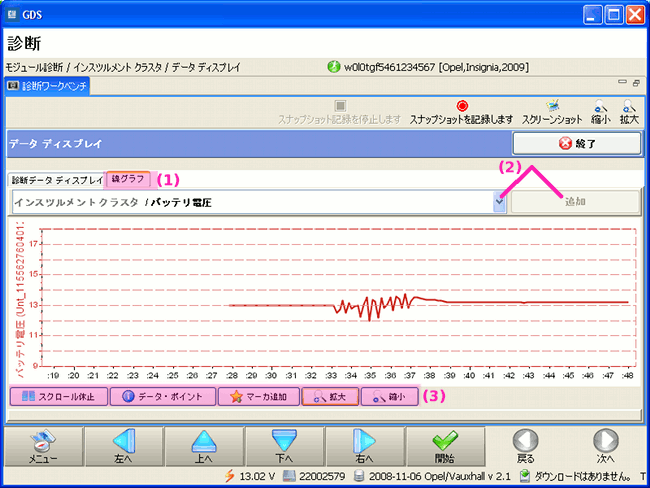 GDS
診断
モジュール診断 / インスツルメント クラスタ / データ ディスプレイ
w0l0tgf5461234567 [Opel,Insignia,2009]
診断ワークベンチ
スナップショット記録を停止します スナップショットを記録します スクリーンショット 縮小 拡大
データ ディスプレイ
終了
(2)
診断データ ディスプレイ 線グラフ (1)
インスツルメントクラスタ / バッテリ電圧
追加
バッテリ電圧 (Unt_115562760401:
17
15
13
11
9
:19 :20 :21 :22 :23 :24 :25 :26 :28 :28 :29 :30 :31 :32 :33 :34 :35 :36 :37 :37 :38 :39 :40 :41 :42 :43 :44 :45 :46 :47 :48
スクロール休止 データ・ポイント マーカ追加 拡大 縮小 (3)
メニュー 左へ 上へ 下へ 右へ 開始 戻る 次へ
13.02 V 22002579 2008-11-06 Opel/Vauxhall v 2.1 ダウンロードはありません。 T